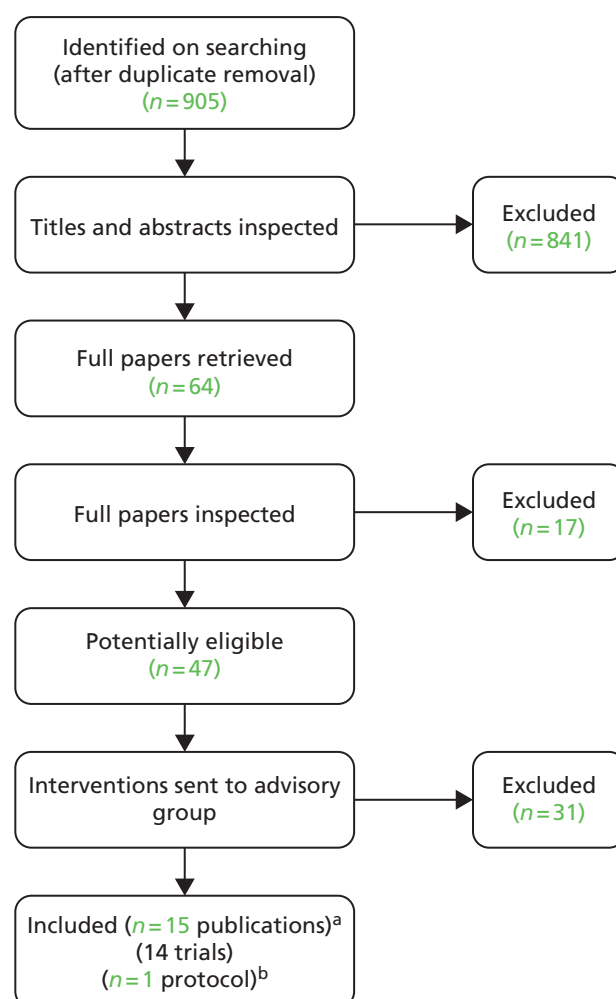 Identified on searching
(after duplicate removal)
(n=905)
Titles and abstracts inspected
Excluded
(n=841)
Full papers retrieved
(n=64)
Full papers inspected
Excluded
(n=17)
Potentially eligible
(n=47)
Interventions sent to advisory
group
Excluded
(n=31)
Included (n=15 publications)a
(14 trials)
(n=1 protocol)b